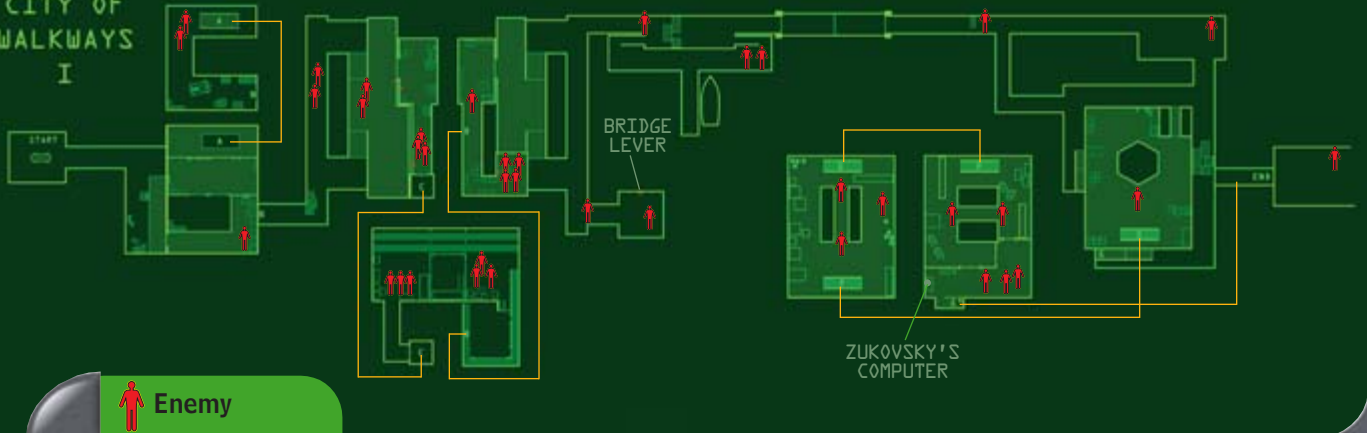 CITY OF
WALKWAYS
I
START
A
A
BRIDGE
LEVER
END
ZUKOVSKY'S
COMPUTER
Enemy